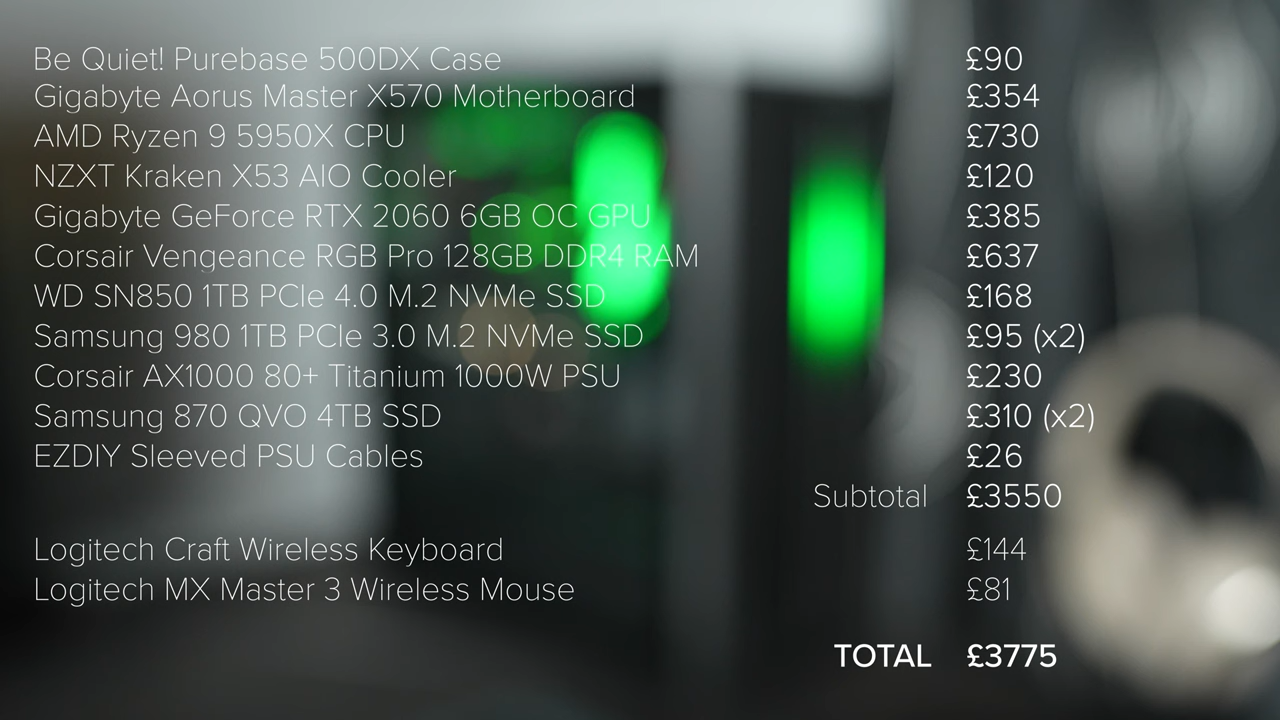 Be Quiet! Purebase 500DX Case £90
Gigabyte Aorus Master X570 Motherboard £354
AMD Ryzen 9 5950X CPU £730
NZXT Kraken X53 AIO Cooler £120
Gigabyte GeForce RTX 2060 6GB OC GPU £385
Corsair Vengeance RGB Pro 128GB DDR4 RAM £637
WD SN850 1TB PCIe 4.0 M.2 NVMe SSD £168
Samsung 980 1TB PCIe 3.0 M.2 NVMe SSD £95 (x2)
Corsair AX1000 80+ Titanium 1000W PSU £230
Samsung 870 QVO 4TB SSD £310 (x2)
EZDIY Sleeved PSU Cables £26
Subtotal £3550
Logitech Craft Wireless Keyboard £144
Logitech MX Master 3 Wireless Mouse £81
TOTAL £3775